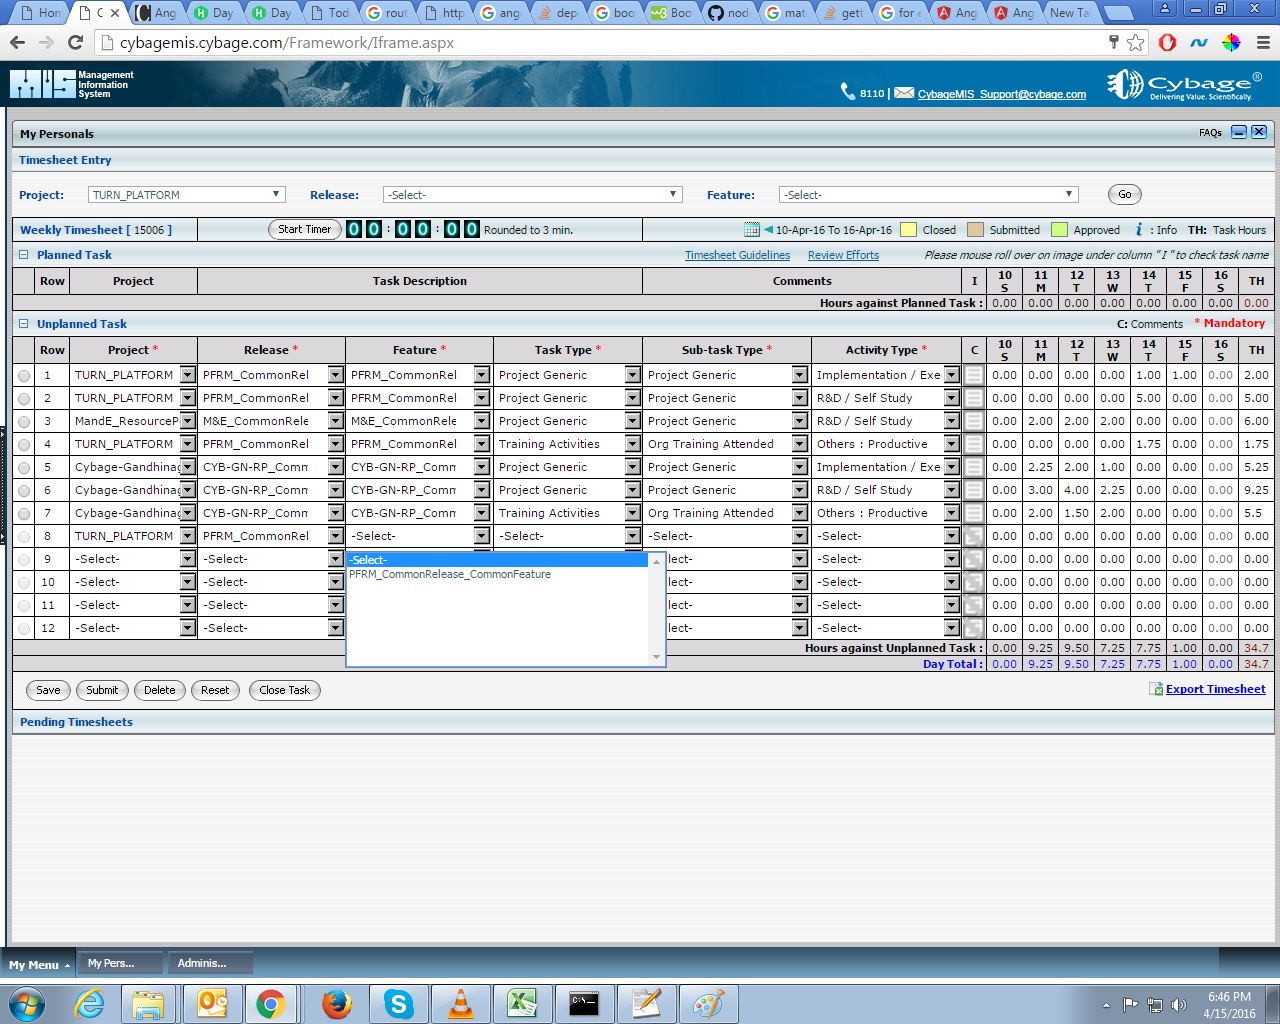 Hom
C
Ang
Day
Day
Tod
rout
http
ang
dep
boo
Boo
nod
mat
gett
for e
Ang
Ang
New Ta
cybagemis.cybage.com/Framework/Iframe.aspx
MIS Management Information System
8110 | CybageMIS_Support@cybage.com
Cybage®
Delivering Value. Scientifically.
My Personals FAQs
Timesheet Entry
Project: TURN_PLATFORM Release: -Select- Feature: -Select- Go
Weekly Timesheet [ 15006 ] Start Timer 00:00:00 Rounded to 3 min. 10-Apr-16 To 16-Apr-16 Closed Submitted Approved i : Info TH: Task Hours
Planned Task Timesheet Guidelines Review Efforts Please mouse roll over on image under column "I" to check task name
Row Project Task Description Comments I 10 S 11 M 12 T 13 W 14 T 15 F 16 S TH
Hours against Planned Task : 0.00 0.00 0.00 0.00 0.00 0.00 0.00 0.00
Unplanned Task C: Comments * Mandatory
Row Project * Release * Feature * Task Type * Sub-task Type * Activity Type * C 10 S 11 M 12 T 13 W 14 T 15 F 16 S TH
1 TURN_PLATFORM PFRM_CommonRel PFRM_CommonRel Project Generic Project Generic Implementation / Exe 0.00 0.00 0.00 0.00 1.00 1.00 0.00 2.00
2 TURN_PLATFORM PFRM_CommonRel PFRM_CommonRel Project Generic Project Generic R&D / Self Study 0.00 0.00 0.00 0.00 5.00 0.00 0.00 5.00
3 MandE_ResourceP M&E_CommonRele M&E_CommonRele Project Generic Project Generic R&D / Self Study 0.00 2.00 2.00 2.00 0.00 0.00 0.00 6.00
4 TURN_PLATFORM PFRM_CommonRel PFRM_CommonRel Training Activities Org Training Attended Others : Productive 0.00 0.00 0.00 0.00 1.75 0.00 0.00 1.75
5 Cybage-Gandhinag CYB-GN-RP_Comm CYB-GN-RP_Comm Project Generic Project Generic Implementation / Exe 0.00 2.25 2.00 1.00 0.00 0.00 0.00 5.25
6 Cybage-Gandhinag CYB-GN-RP_Comm CYB-GN-RP_Comm Project Generic Project Generic R&D / Self Study 0.00 3.00 4.00 2.25 0.00 0.00 0.00 9.25
7 Cybage-Gandhinag CYB-GN-RP_Comm CYB-GN-RP_Comm Training Activities Org Training Attended Others : Productive 0.00 2.00 1.50 2.00 0.00 0.00 0.00 5.5
8 TURN_PLATFORM PFRM_CommonRel -Select- -Select- -Select- -Select- 0.00 0.00 0.00 0.00 0.00 0.00 0.00 0.00
9 -Select- -Select- -Select- elect- -Select- 0.00 0.00 0.00 0.00 0.00 0.00 0.00 0.00
10 -Select- -Select- PFRM_CommonRelease_CommonFeature elect- -Select- 0.00 0.00 0.00 0.00 0.00 0.00 0.00 0.00
11 -Select- -Select- elect- -Select- 0.00 0.00 0.00 0.00 0.00 0.00 0.00 0.00
12 -Select- -Select- elect- -Select- 0.00 0.00 0.00 0.00 0.00 0.00 0.00 0.00
Hours against Unplanned Task : 0.00 9.25 9.50 7.25 7.75 1.00 0.00 34.7
Day Total : 0.00 9.25 9.50 7.25 7.75 1.00 0.00 34.7
Save Submit Delete Reset Close Task Export Timesheet
Pending Timesheets
My Menu My Pers... Adminis...
6:46 PM
4/15/2016